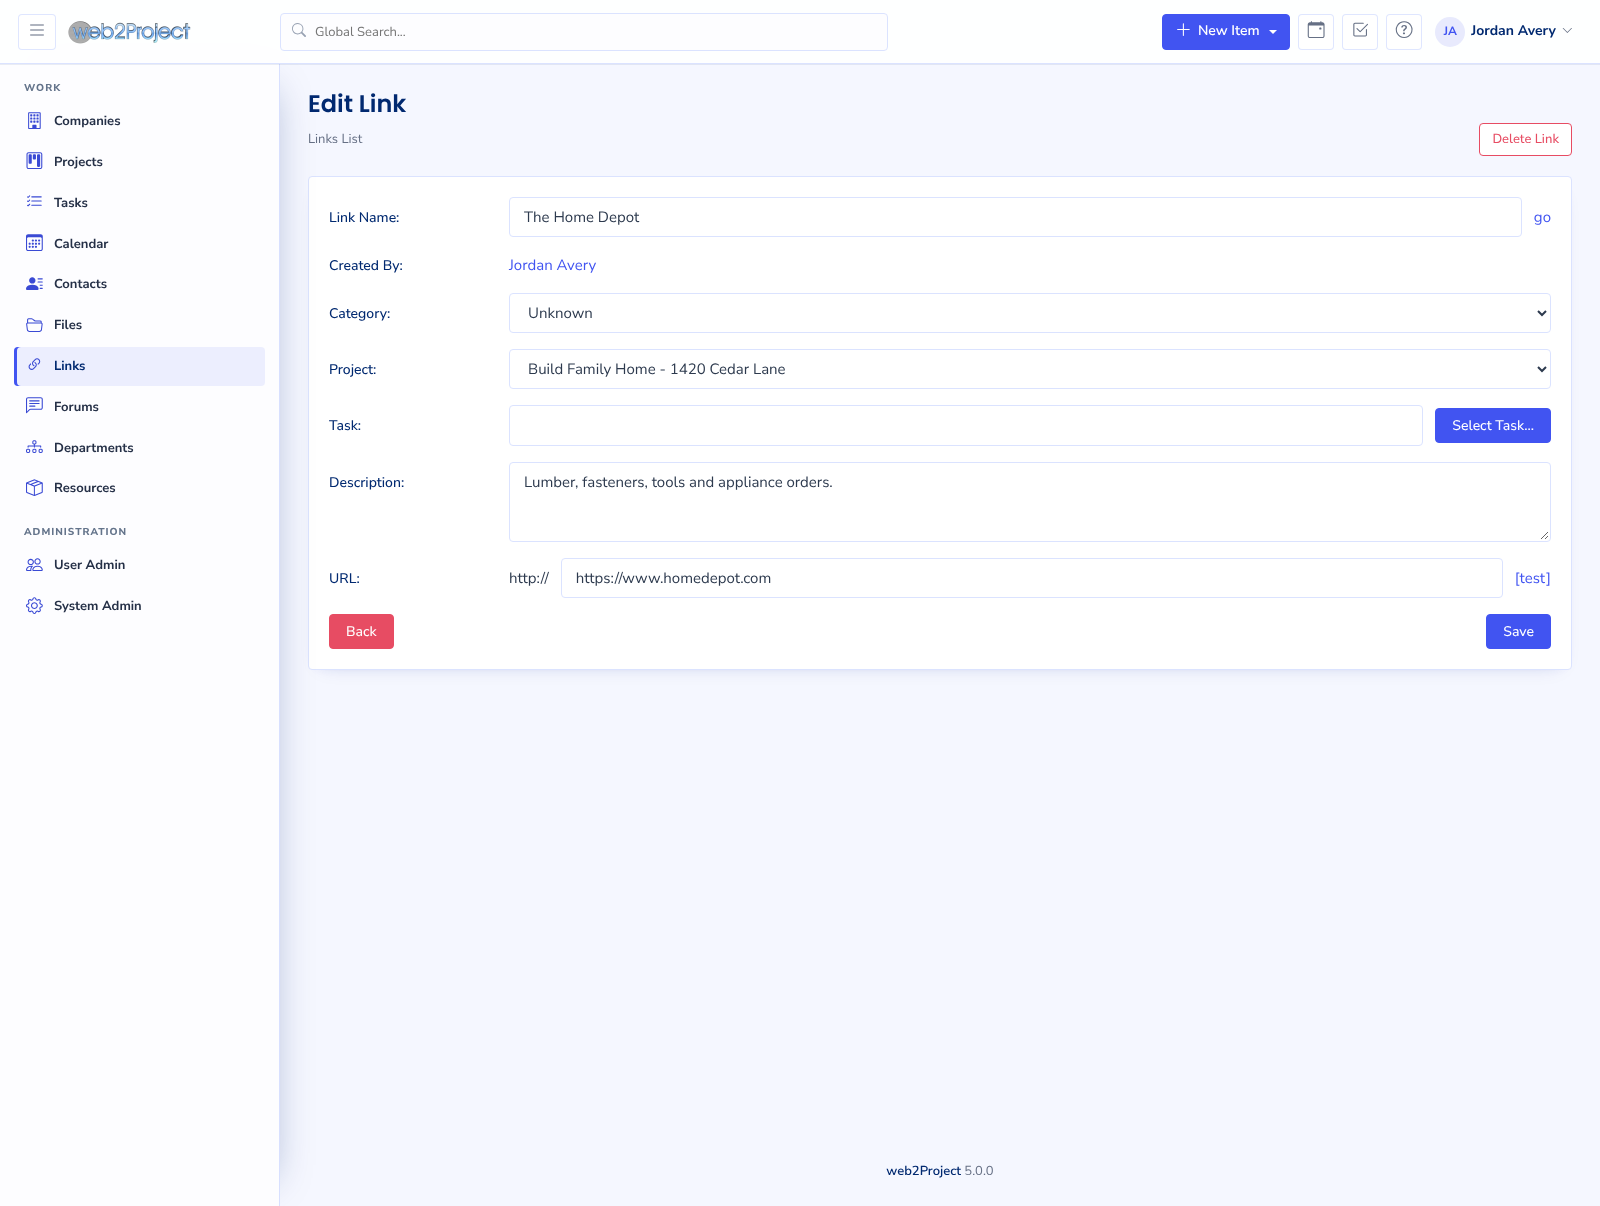 web2Project
Global Search...
New Item
JA
Jordan Avery
WORK
Companies
Projects
Tasks
Calendar
Contacts
Files
Links
Forums
Departments
Resources
ADMINISTRATION
User Admin
System Admin
Edit Link
Links List
Delete Link
Link Name:
The Home Depot
go
Created By:
Jordan Avery
Category:
Unknown
Project:
Build Family Home - 1420 Cedar Lane
Task:
Select Task...
Description:
Lumber, fasteners, tools and appliance orders.
URL:
http://
https://www.homedepot.com
[test]
Back
Save
web2Project 5.0.0